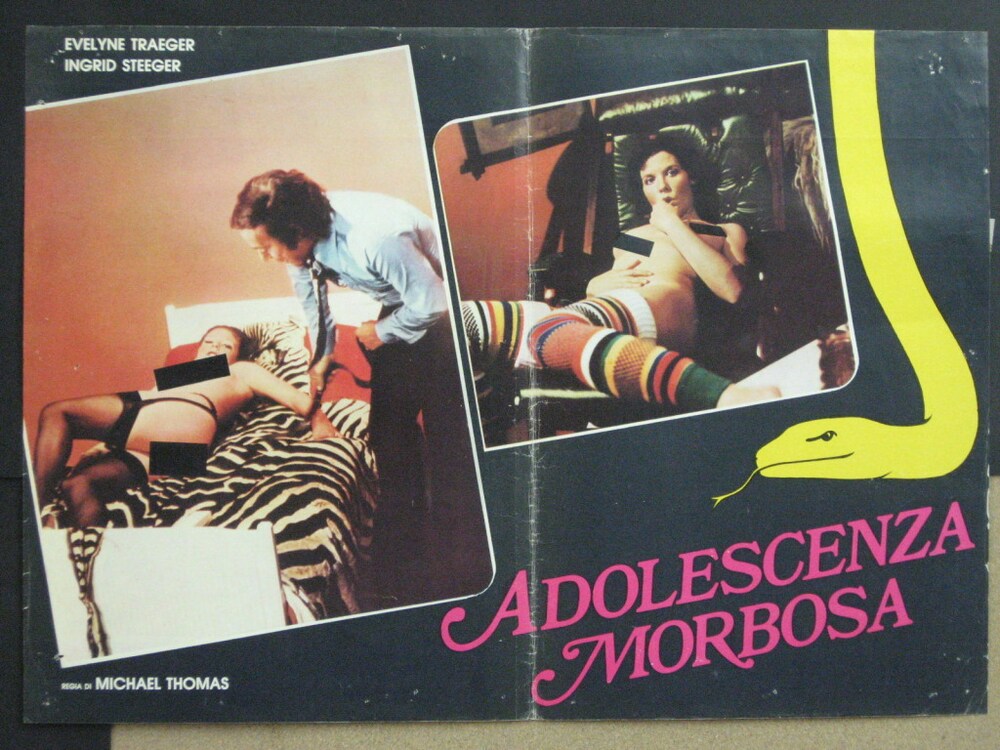 EVELYNE TRAEGER
INGRID STEEGER
ADOLESCENZA
MORBOSA
REGIA DI MICHAEL THOMAS